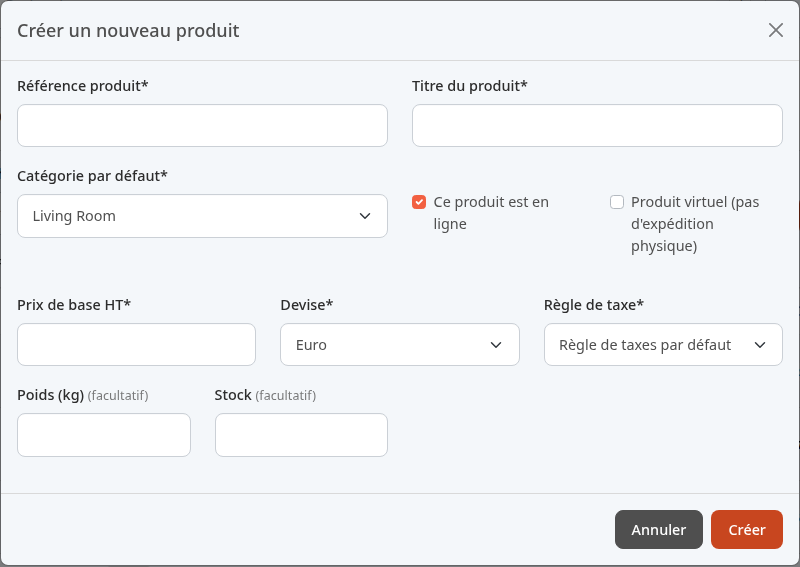 Créer un nouveau produit
Référence produit*
Titre du produit*
Catégorie par défaut*
Living Room
Ce produit est en
ligne
Produit virtuel (pas
d'expédition
physique)
Prix de base HT*
Devise*
Règle de taxe*
Euro
Règle de taxes par défaut
Poids (kg) (facultatif)
Stock (facultatif)
Annuler
Créer